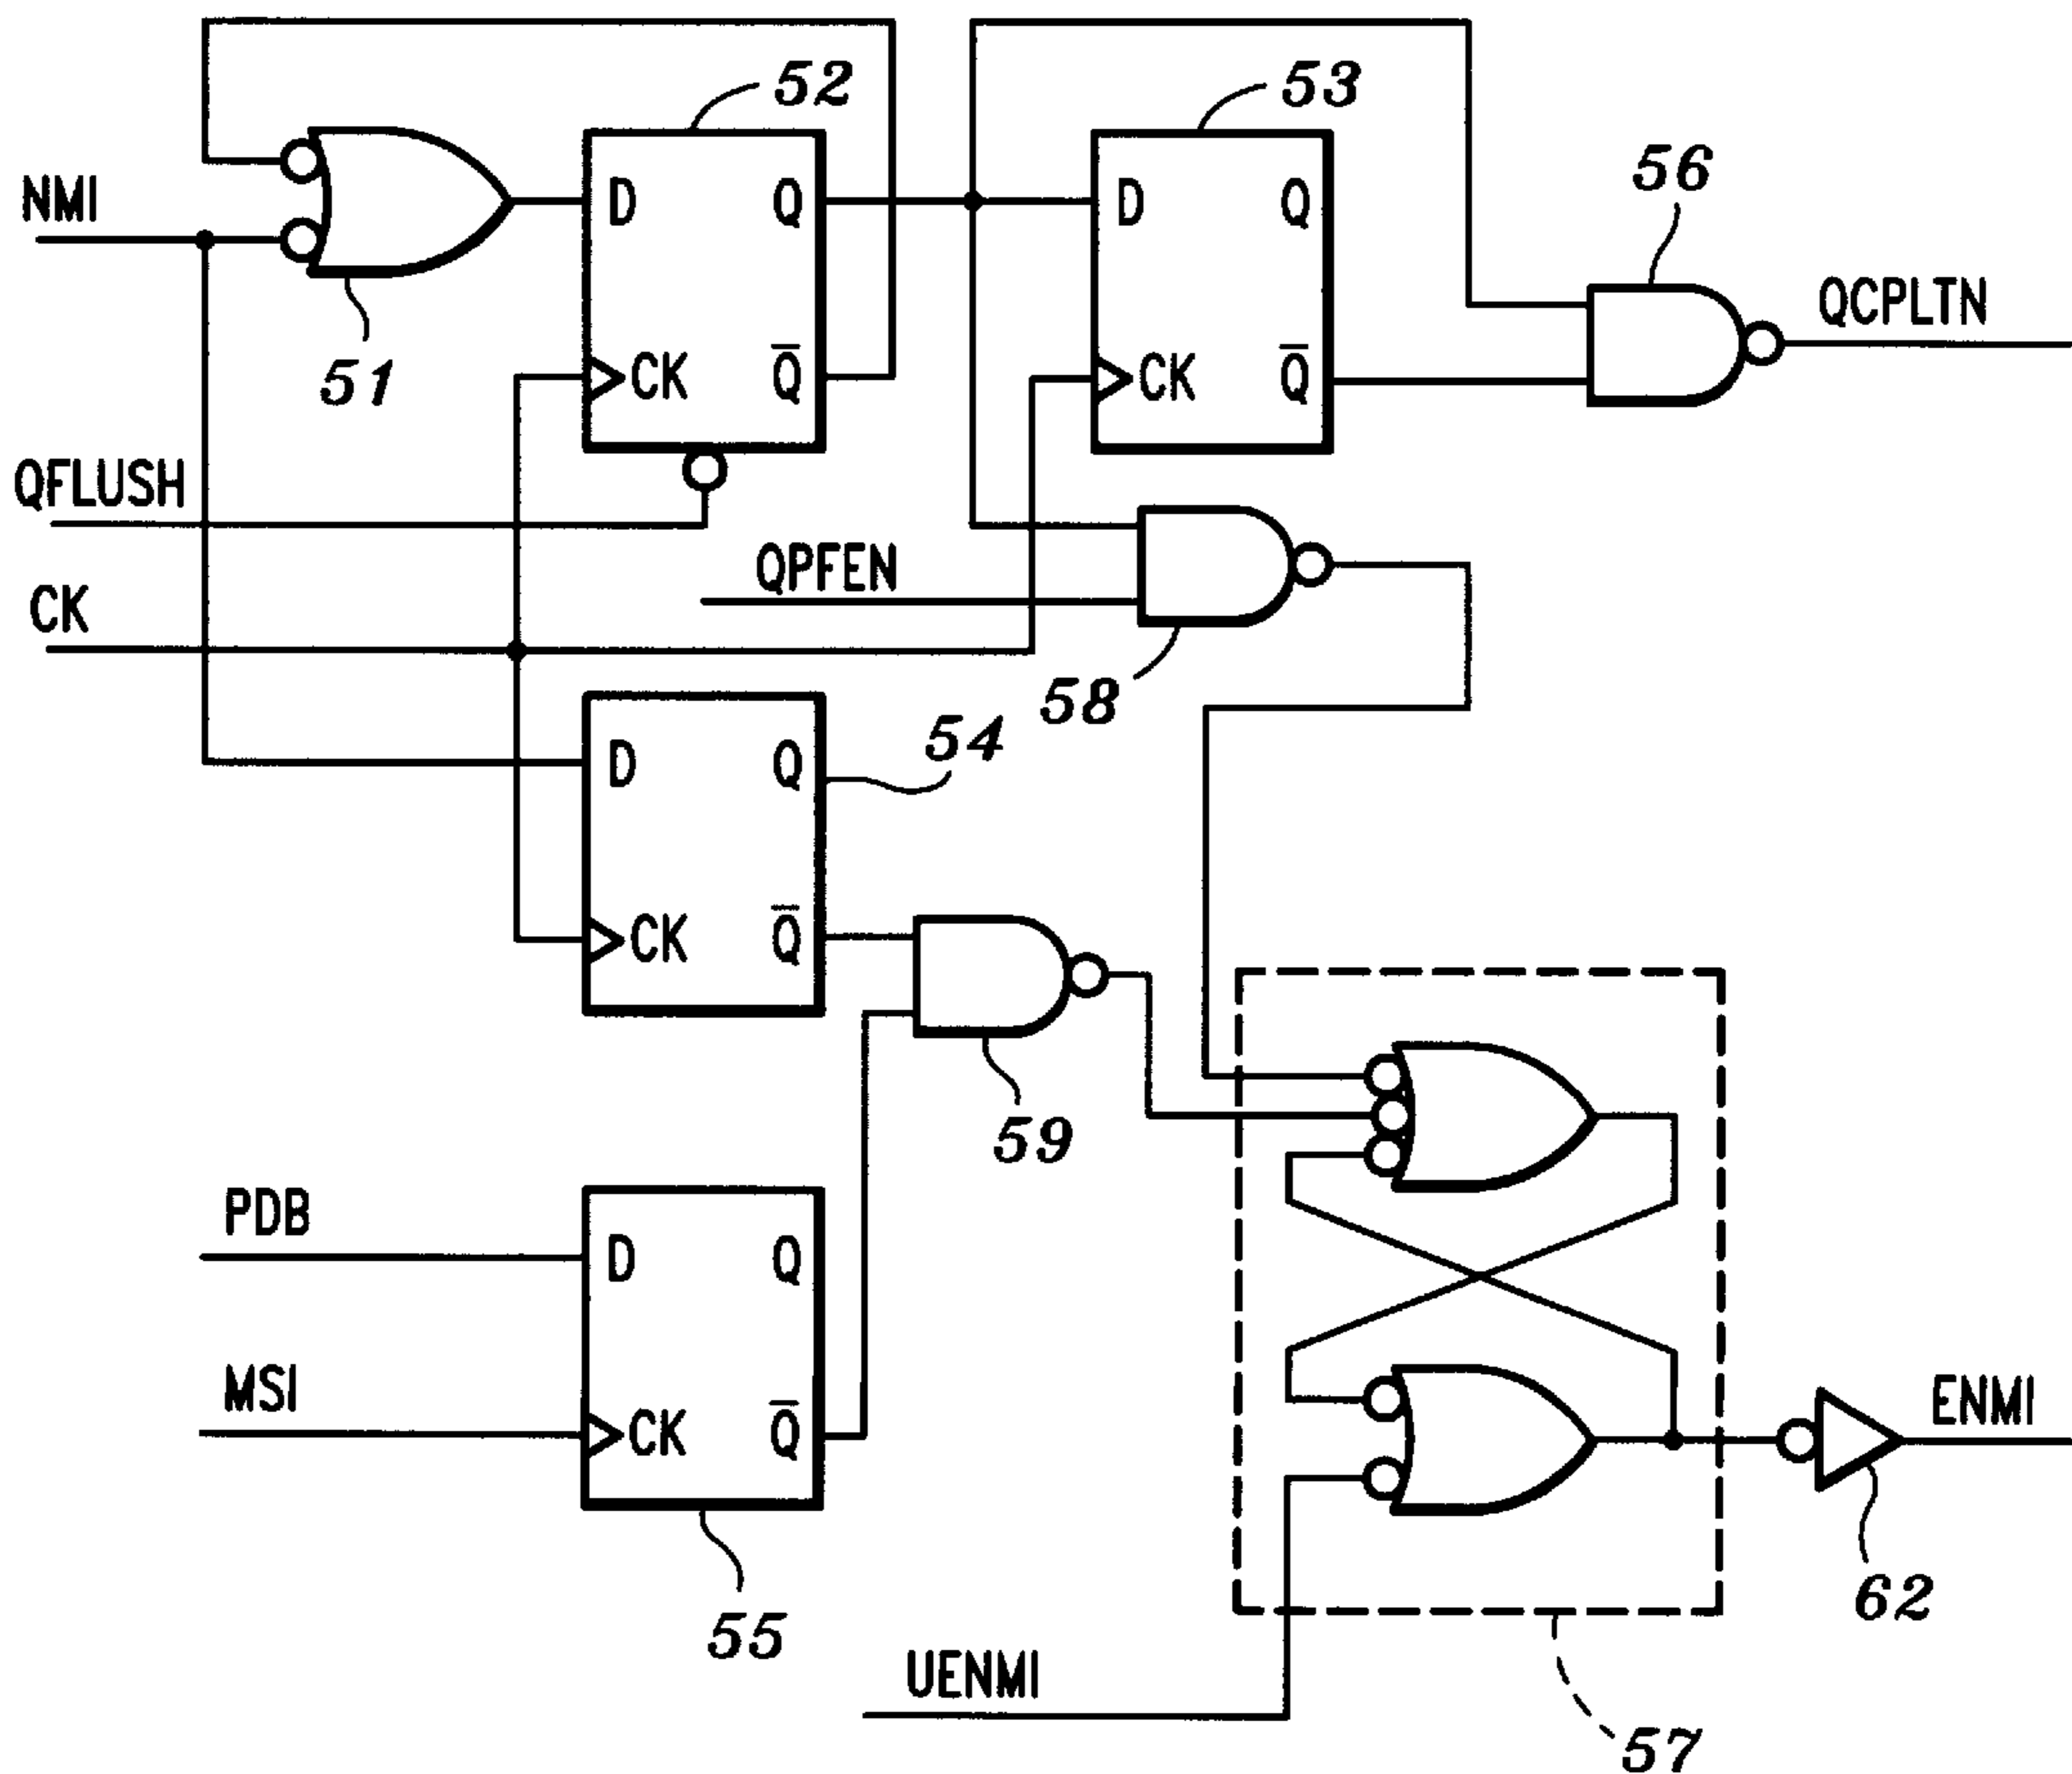 52
53
56
NMI
D
Q
D
Q
QCPLTN
51
CK
Q̅
CK
Q̅
QFLUSH
QPFEN
CK
58
54
D
Q
CK
Q̅
59
PDB
D
Q
MSI
CK
Q̅
ENMI
62
55
UENMI
57